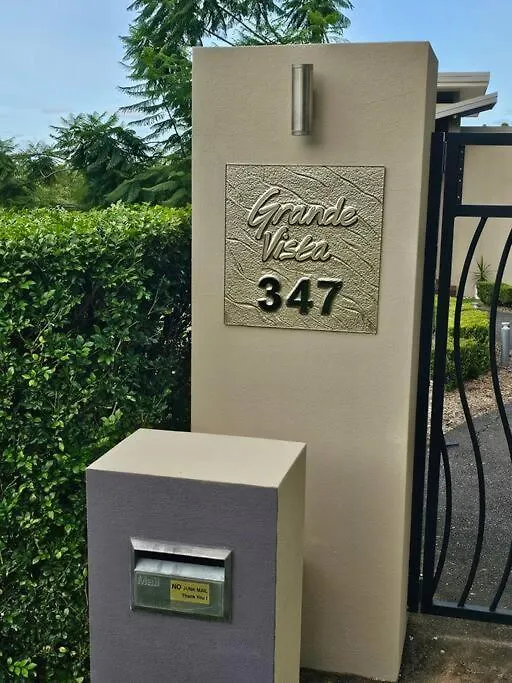 Grande
Vista
347
Mail
NO JUNK MAIL
Thank You!